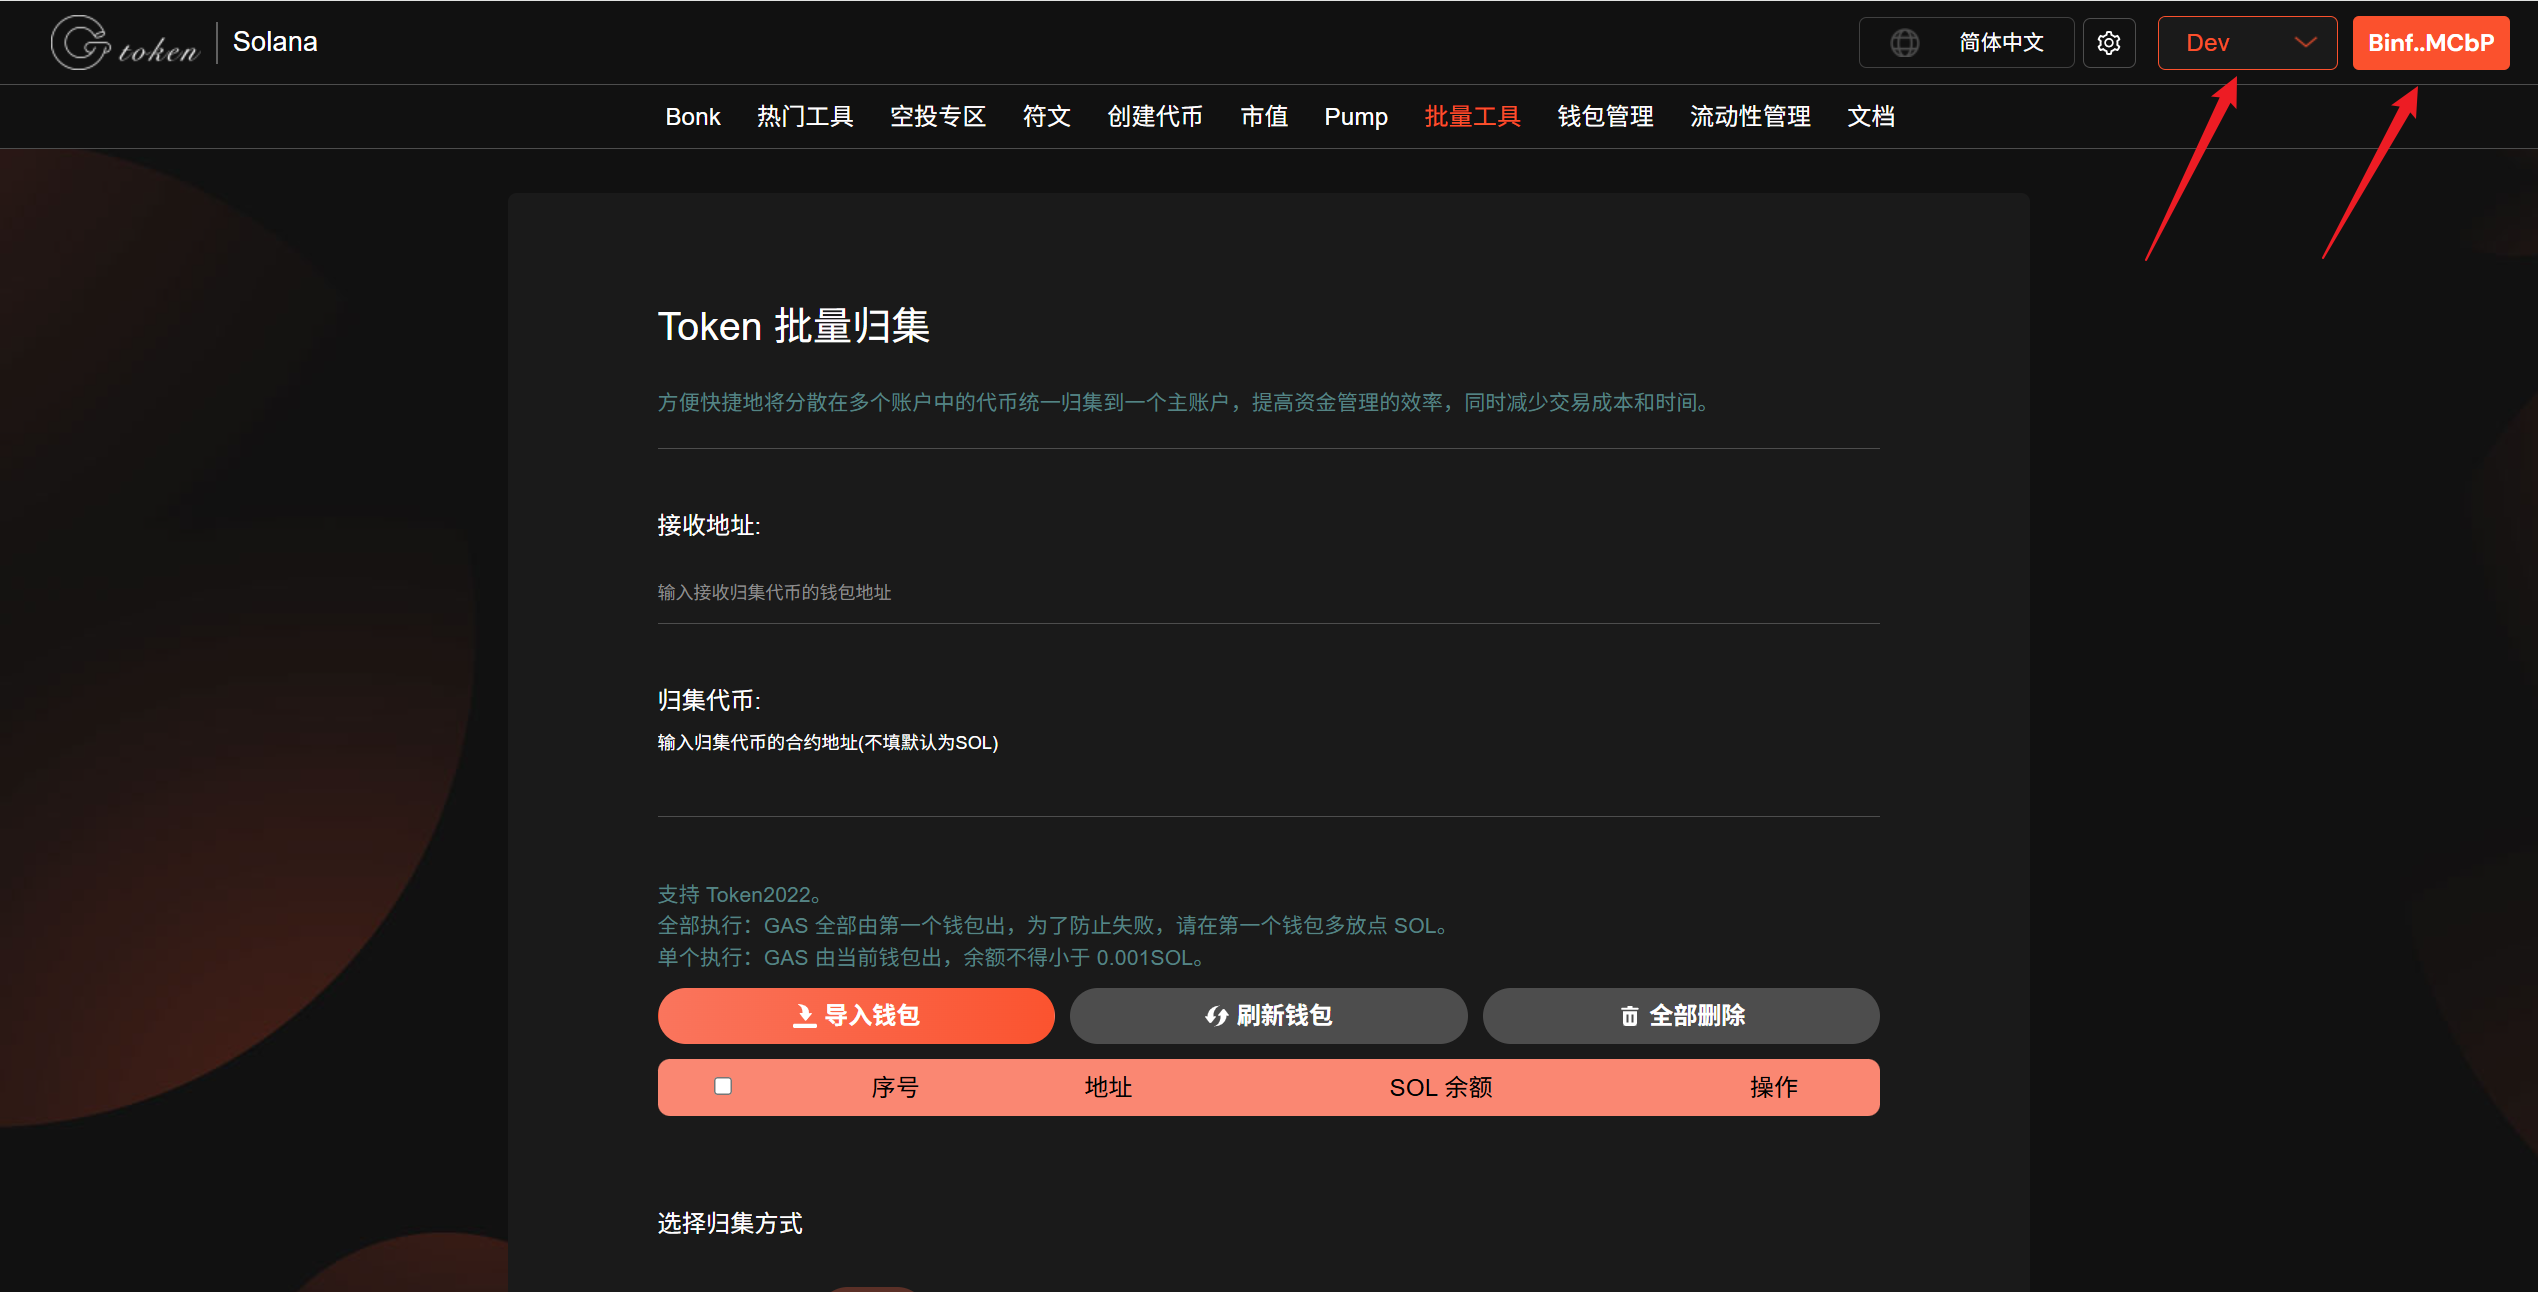 Gtoken
Solana
简体中文
Dev
Binf..MCbP
Bonk 热门工具 空投专区 符文 创建代币 市值 Pump 批量工具 钱包管理 流动性管理 文档
Token 批量归集
方便快捷地将分散在多个账户中的代币统一归集到一个主账户，提高资金管理的效率，同时减少交易成本和时间。
接收地址:
输入接收归集代币的钱包地址
归集代币:
输入归集代币的合约地址(不填默认为SOL)
支持 Token2022。
全部执行：GAS 全部由第一个钱包出，为了防止失败，请在第一个钱包多放点 SOL。
单个执行：GAS 由当前钱包出，余额不得小于 0.001SOL。
导入钱包 刷新钱包 全部删除
序号 地址 SOL 余额 操作
选择归集方式